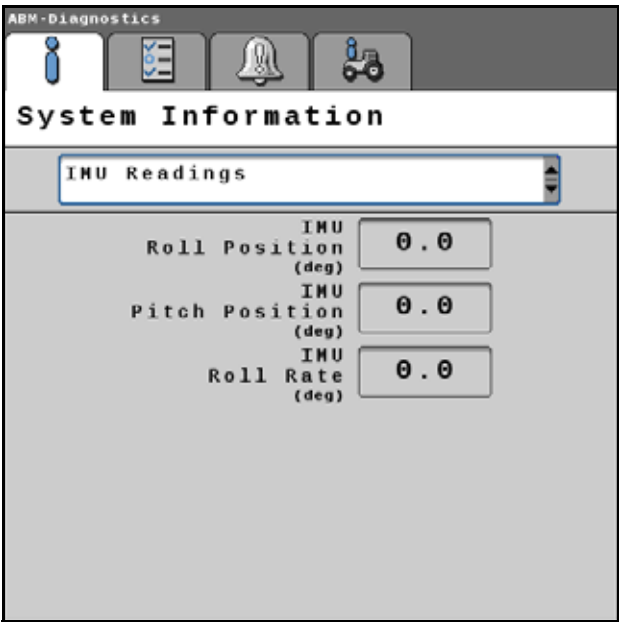 ABM-Diagnostics
System Information
IMU Readings
IMU
Roll Position
(deg)
0.0
IMU
Pitch Position
(deg)
0.0
IMU
Roll Rate
(deg)
0.0